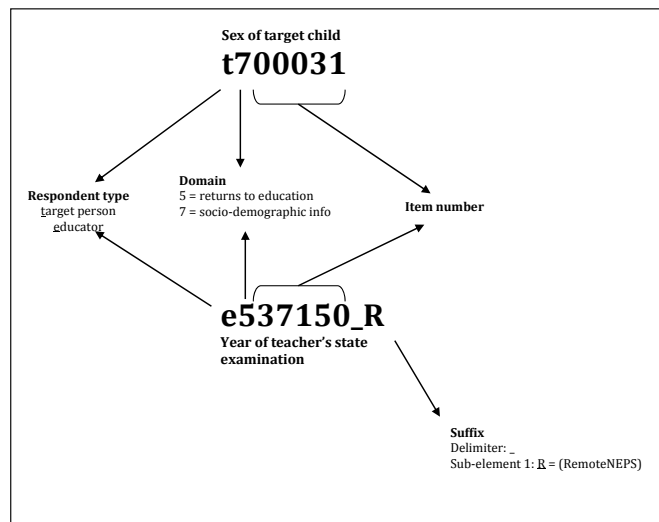 Sex of target child
t700031
Respondent type
target person
educator
Domain
5 = returns to education
7 = socio-demographic info
Item number
e537150_R
Year of teacher's state
examination
Suffix
Delimiter: _
Sub-element 1: R = (RemoteNEPS)